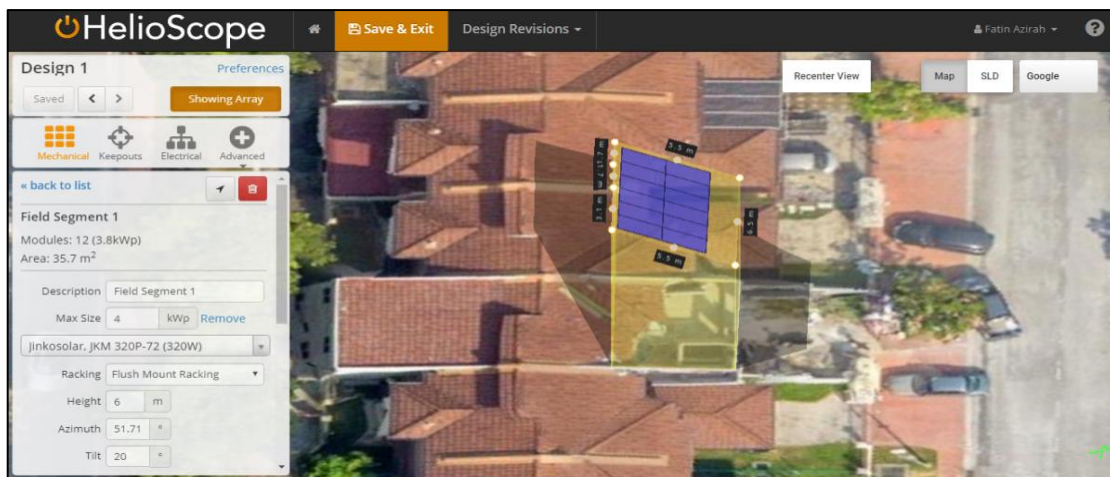 HelioScope
Save & Exit
Design Revisions
Fatin Azirah
?
Design 1
Preferences
Saved < >
Showing Array
Mechanical
Keepouts
Electrical
Advanced
« back to list
Field Segment 1
Modules: 12 (3.8kWp)
Area: 35.7 m²
Description Field Segment 1
Max Size 4 kWp Remove
Jinkosolar, JKM 320P-72 (320W)
Racking Flush Mount Racking
Height 6 m
Azimuth 51.71 °
Tilt 20 °
Recenter View
Map
SLD
Google
5.5 m
6.5 m
5.5 m